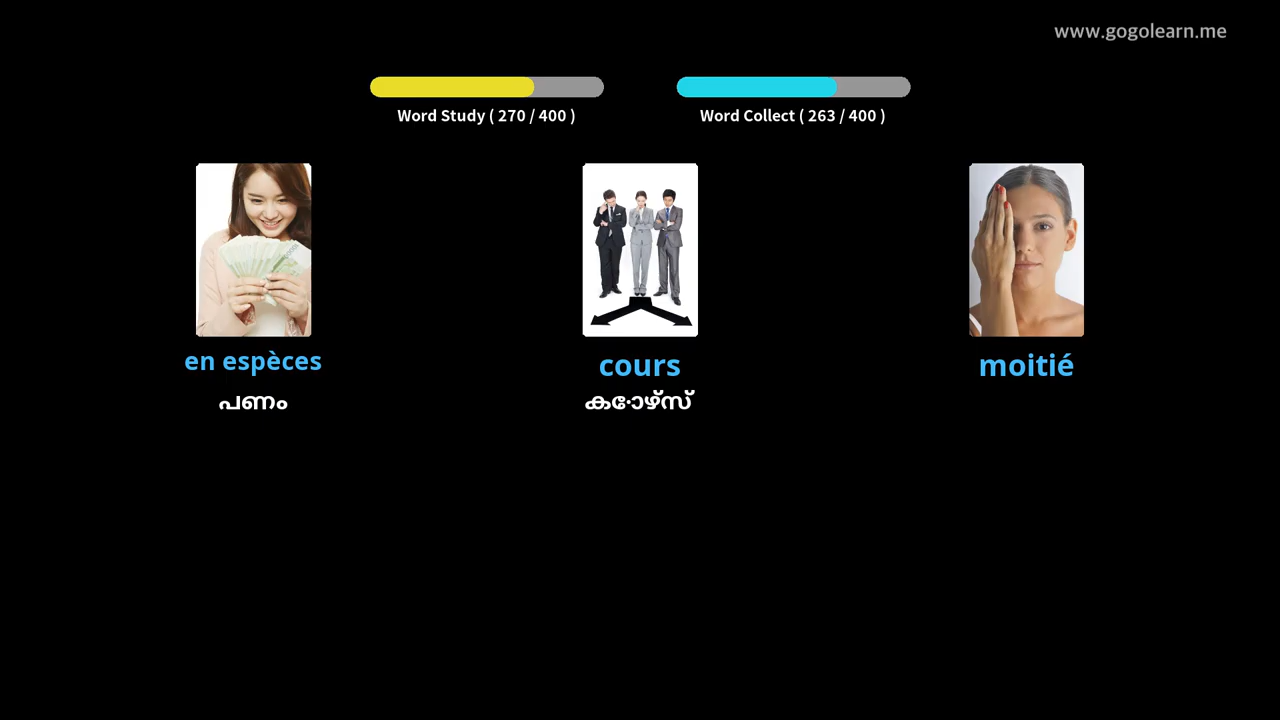 www.gogolearn.me
Word Study ( 270 / 400 )
Word Collect ( 263 / 400 )
en espèces
cours
moitié
പണം
കോഴ്സ്